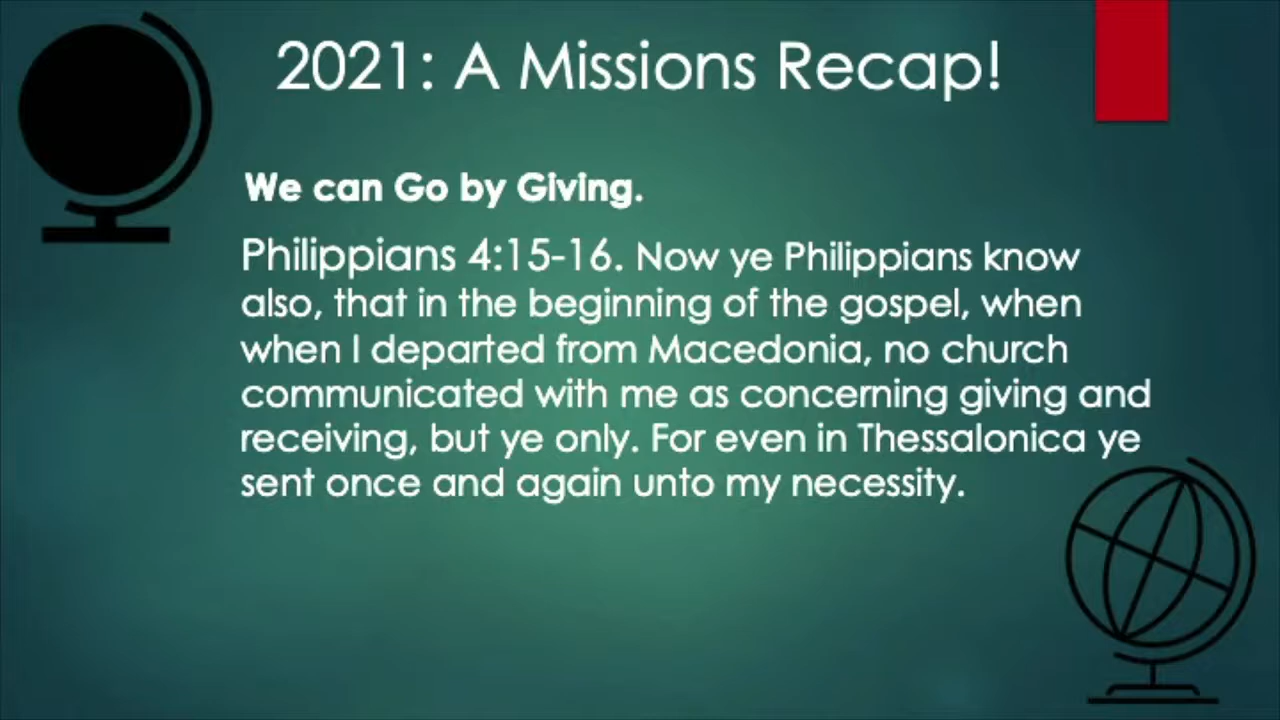 2021: A Missions Recap!
We can Go by Giving.
Philippians 4:15-16. Now ye Philippians know
also, that in the beginning of the gospel, when
when I departed from Macedonia, no church
communicated with me as concerning giving and
receiving, but ye only. For even in Thessalonica ye
sent once and again unto my necessity.